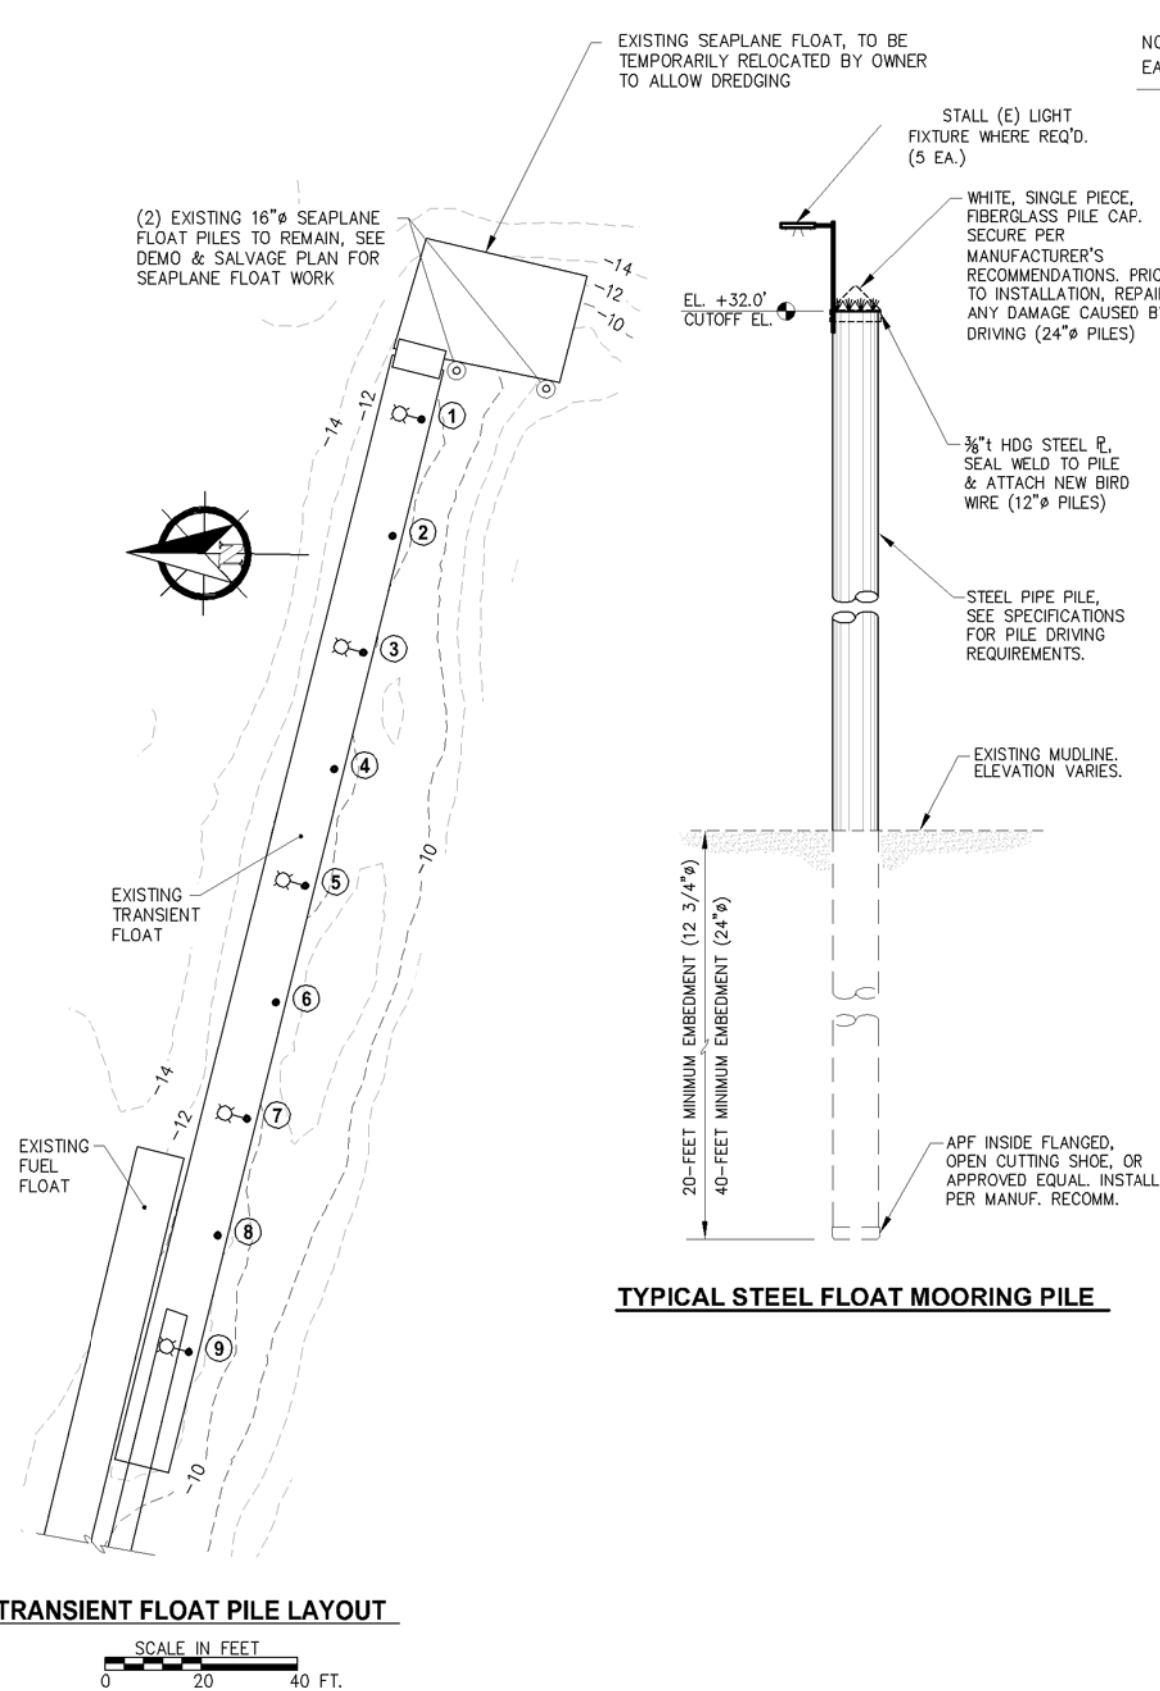 EXISTING SEAPLANE FLOAT, TO BE
TEMPORARILY RELOCATED BY OWNER
TO ALLOW DREDGING
STALL (E) LIGHT
FIXTURE WHERE REQ'D.
(5 EA.)
(2) EXISTING 16"ø SEAPLANE
FLOAT PILES TO REMAIN, SEE
DEMO & SALVAGE PLAN FOR
SEAPLANE FLOAT WORK
WHITE, SINGLE PIECE,
FIBERGLASS PILE CAP.
SECURE PER
MANUFACTURER'S
RECOMMENDATIONS.
TO INSTALLATION,
ANY DAMAGE CAUSED
DRIVING (24"ø PILES)
-14
-12
-10
EL. +32.0'
CUTOFF EL.
-12
-14
1
⅜"t HDG STEEL ℄,
SEAL WELD TO PILE
& ATTACH NEW BIRD
WIRE (12"ø PILES)
N
2
STEEL PIPE PILE,
SEE SPECIFICATIONS
FOR PILE DRIVING
REQUIREMENTS.
3
4
EXISTING MUDLINE.
ELEVATION VARIES.
-10
5
EXISTING
TRANSIENT
FLOAT
20-FEET MINIMUM EMBEDMENT (12 3/4"ø)
40-FEET MINIMUM EMBEDMENT (24"ø)
6
-14
-12
7
EXISTING
FUEL
FLOAT
APF INSIDE FLANGED,
OPEN CUTTING SHOE, OR
APPROVED EQUAL. INSTALL
PER MANUF. RECOMM.
8
TYPICAL STEEL FLOAT MOORING PILE
9
-10
TRANSIENT FLOAT PILE LAYOUT
SCALE IN FEET
0 20 40 FT.